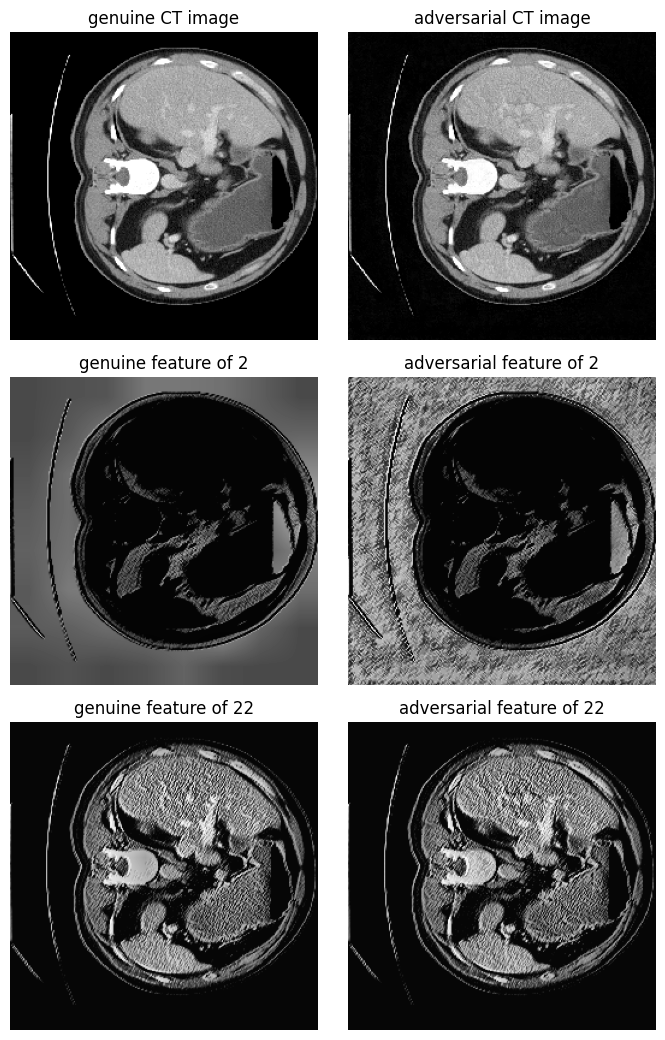 genuine CT image
adversarial CT image
genuine feature of 2
adversarial feature of 2
genuine feature of 22
adversarial feature of 22